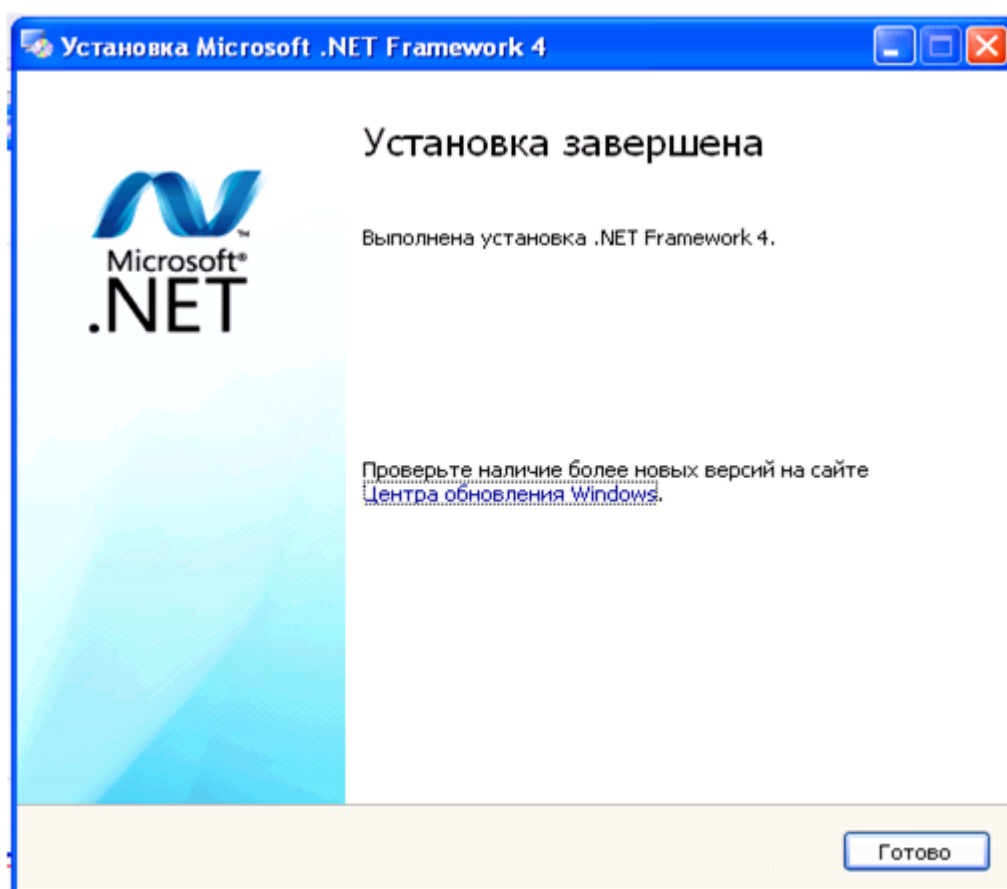 Установка Microsoft .NET Framework 4
Установка завершена
Microsoft®
.NET
™
Выполнена установка .NET Framework 4.
Проверьте наличие более новых версий на сайте
Центра обновления Windows.
Готово